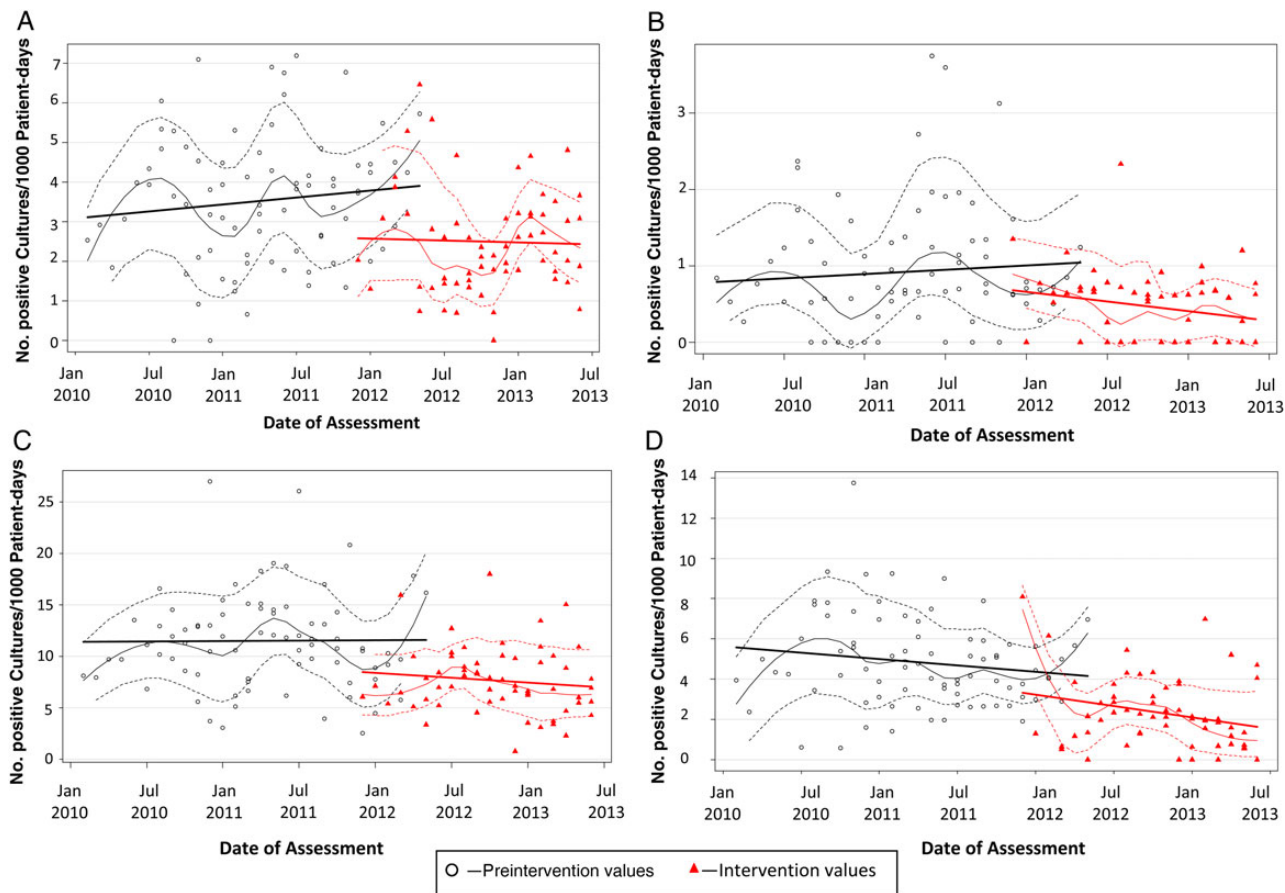 A
No. positive Cultures/1000 Patient-days
7
6
5
4
3
2
1
0
Jan Jul Jan Jul Jan Jul Jan Jul
2010 2010 2011 2011 2012 2012 2013 2013
Date of Assessment
B
No. positive Cultures/1000 Patient-days
3
2
1
0
Jan Jul Jan Jul Jan Jul Jan Jul
2010 2010 2011 2011 2012 2012 2013 2013
Date of Assessment
C
No. positive Cultures/1000 Patient-days
25
20
15
10
5
0
Jan Jul Jan Jul Jan Jul Jan Jul
2010 2010 2011 2011 2012 2012 2013 2013
Date of Assessment
D
No. positive Cultures/1000 Patient-days
14
12
10
8
6
4
2
0
Jan Jul Jan Jul Jan Jul Jan Jul
2010 2010 2011 2011 2012 2012 2013 2013
Date of Assessment
—Preintervention values —Intervention values